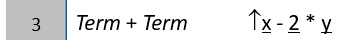 3 Term + Term ↑x - 2 * y